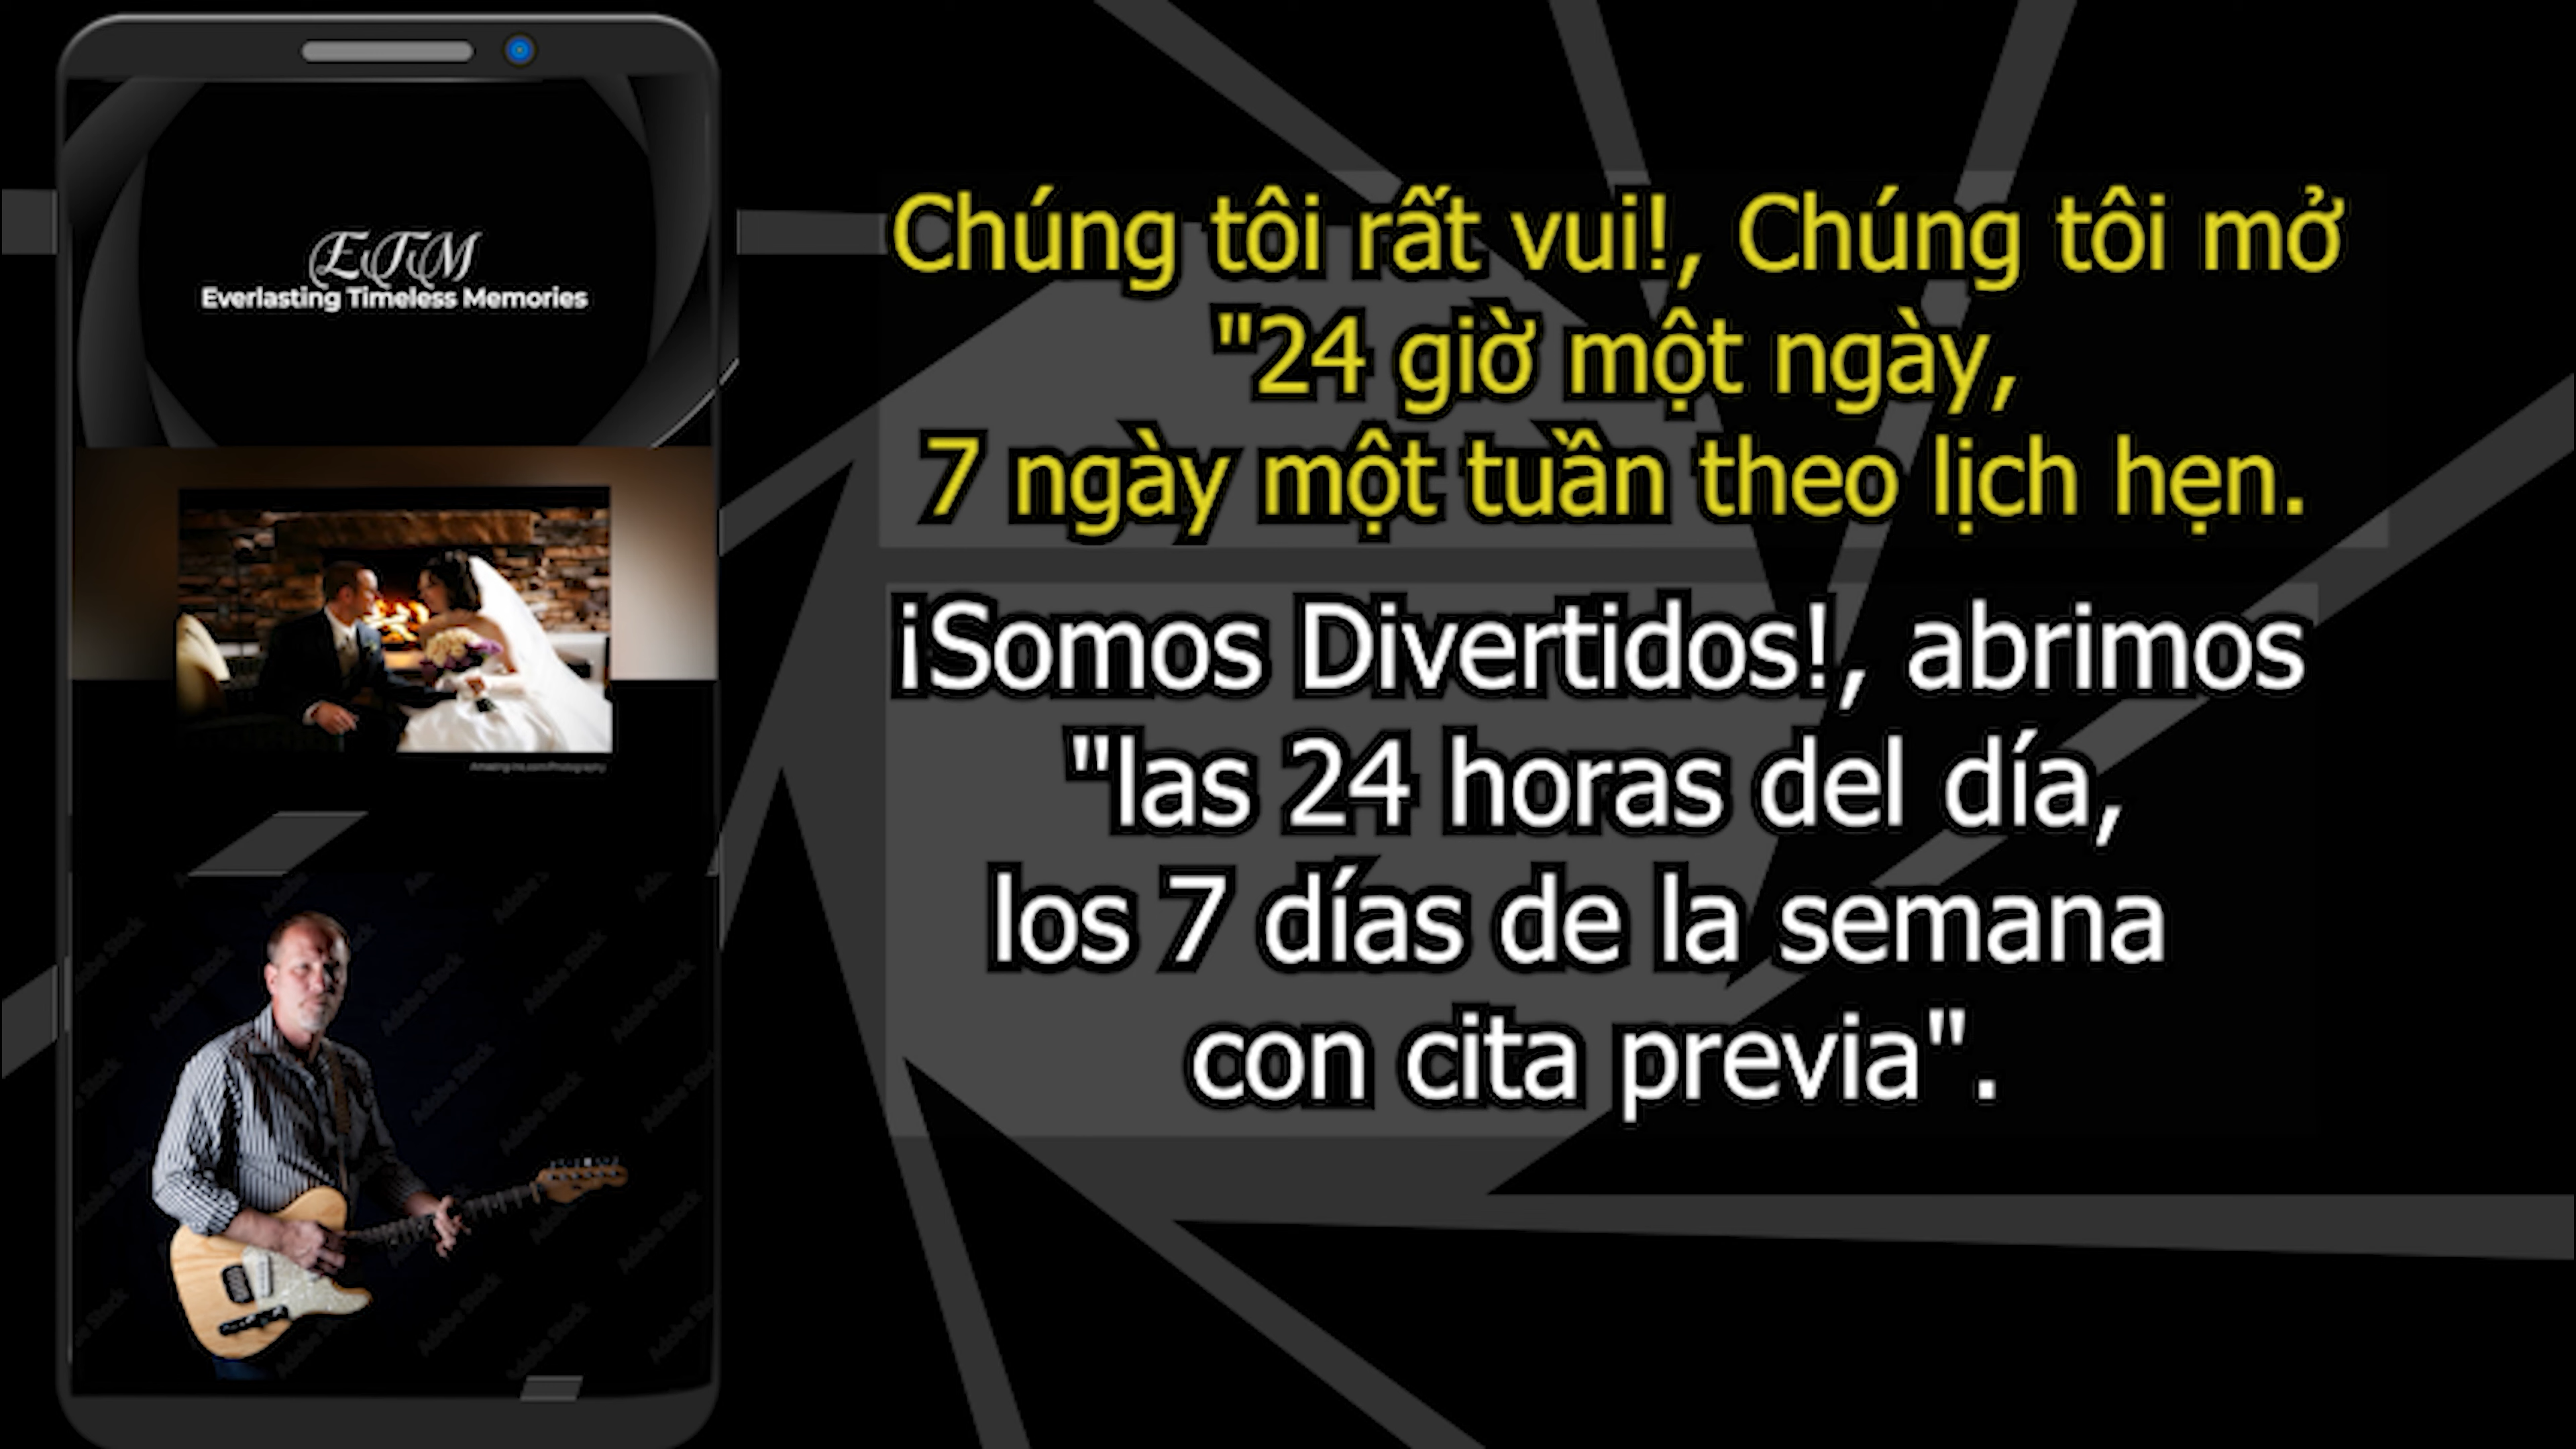 ETM
Everlasting Timeless Memories
Chúng tôi rất vui!, Chúng tôi mở
"24 giờ một ngày,
7 ngày một tuần theo lịch hẹn.
¡Somos Divertidos!, abrimos
"las 24 horas del día,
los 7 días de la semana
con cita previa".
Adobe Stock